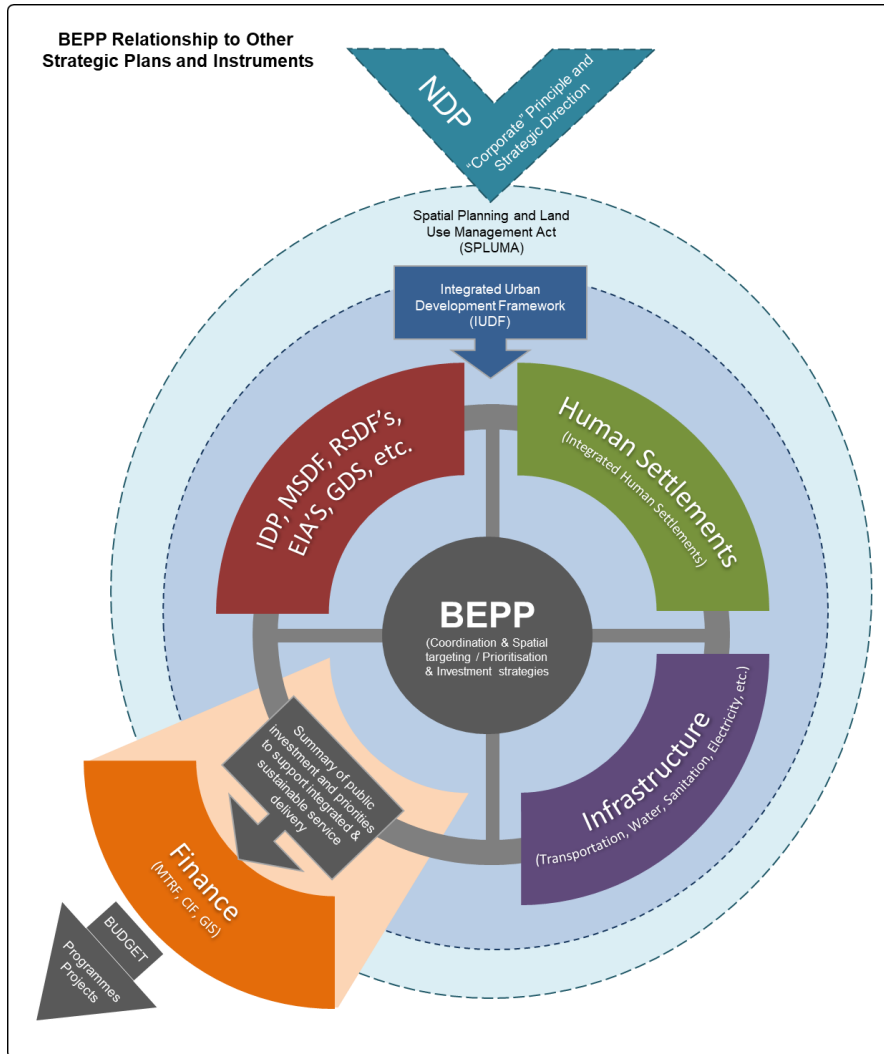 BEPP Relationship to Other
Strategic Plans and Instruments
NDP
“Corporate” Principle and
Strategic Direction
Spatial Planning and Land
Use Management Act
(SPLUMA)
Integrated Urban
Development Framework
(IUDF)
IDP, MSDF, RSDF's,
EIA'S, GDS, etc.
Human Settlements
(Integrated Human Settlements)
BEPP
(Coordination & Spatial
targeting / Prioritisation
& Investment strategies
Infrastructure
(Transportation, Water, Sanitation, Electricity, etc.)
Summary of public
investment and priorities
to support integrated &
sustainable service
delivery
Finance
(MTRF, CIF, GIS)
BUDGET
Programmes
Projects